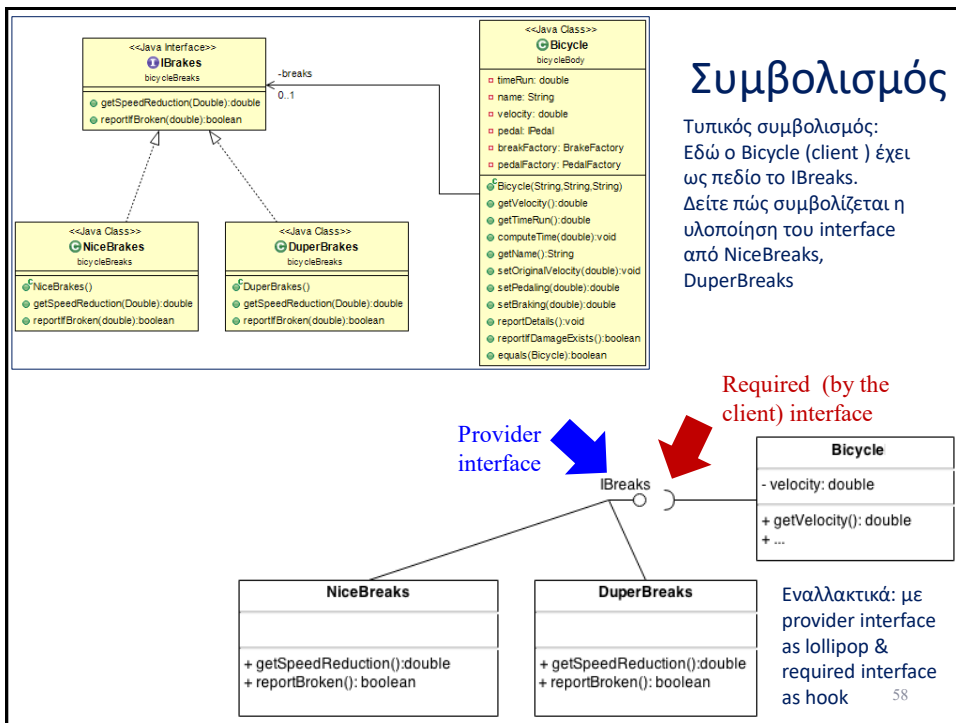 <<Java Interface>>
IBrakes
bicycleBreaks
getSpeedReduction(Double):double
reportIfBroken(double):boolean
-breaks
0..1
<<Java Class>>
Bicycle
bicycleBody
timeRun: double
name: String
velocity: double
pedal: IPedal
breakFactory: BrakeFactory
pedalFactory: PedalFactory
Bicycle(String,String,String)
getVelocity():double
getTimeRun():double
computeTime(double):void
getName():String
setOriginalVelocity(double):void
setPedaling(double):double
setBraking(double):double
reportDetails():void
reportIfDamageExists():boolean
equals(Bicycle):boolean
<<Java Class>>
NiceBrakes
bicycleBreaks
NiceBrakes()
getSpeedReduction(Double):double
reportIfBroken(double):boolean
<<Java Class>>
DuperBrakes
bicycleBreaks
DuperBrakes()
getSpeedReduction(Double):double
reportIfBroken(double):boolean
Συμβολισμός
Τυπικός συμβολισμός:
Εδώ ο Bicycle (client ) έχει
ως πεδίο το IBreaks.
Δείτε πώς συμβολίζεται η
υλοποίηση του interface
από NiceBreaks,
DuperBreaks
Required (by the
client) interface
Provider
interface
IBreaks
Bicycle
- velocity: double
+ getVelocity(): double
+ ...
NiceBreaks
+ getSpeedReduction():double
+ reportBroken(): boolean
DuperBreaks
+ getSpeedReduction():double
+ reportBroken(): boolean
Εναλλακτικά: με
provider interface
as lollipop &
required interface
as hook
58